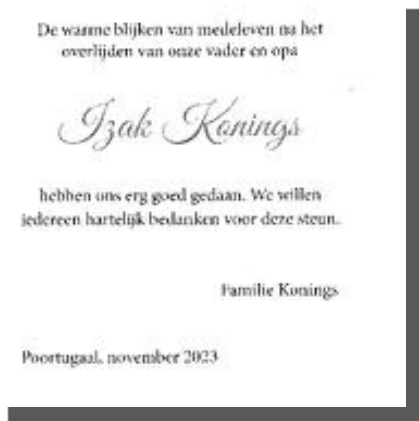 De warme blijken van medeleven na het
overlijden van onze vader en opa
Izak Konings
hebben ons erg goed gedaan. We willen
iedereen hartelijk bedanken voor deze steun.
Familie Konings
Poortugaal, november 2023